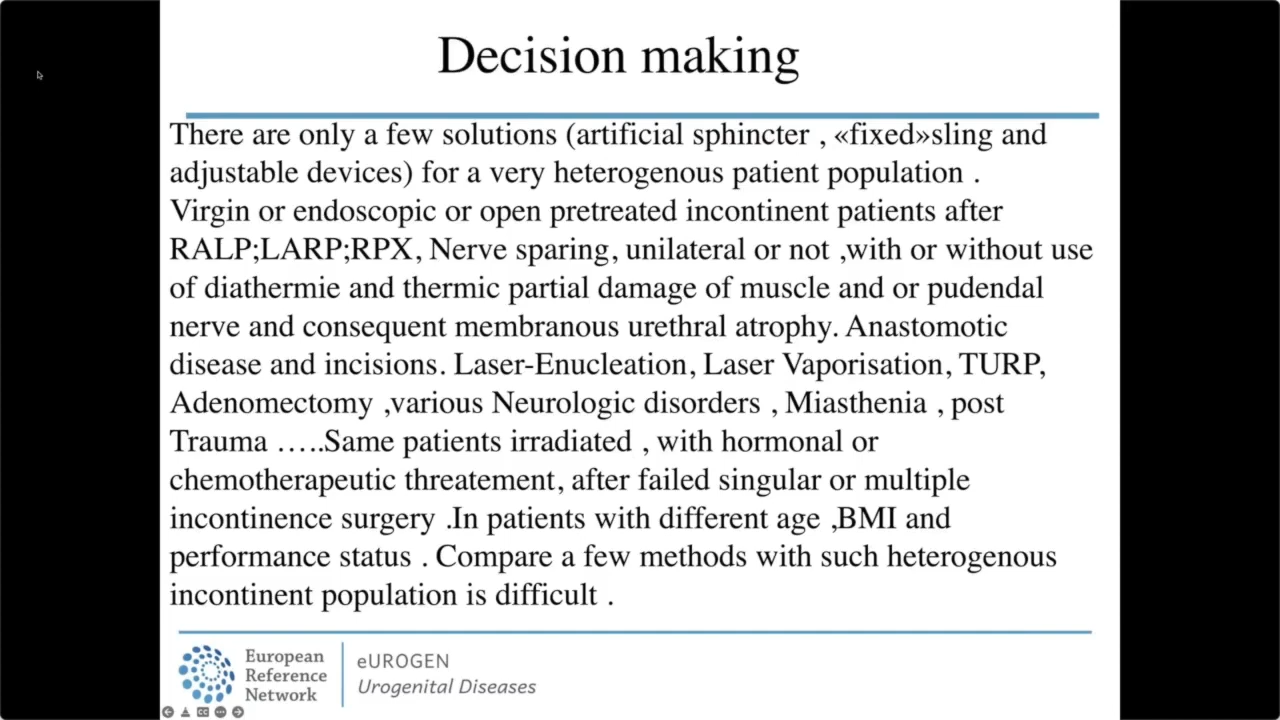 Decision making
There are only a few solutions (artificial sphincter , «fixed»sling and
adjustable devices) for a very heterogenous patient population .
Virgin or endoscopic or open pretreated incontinent patients after
RALP;LARP;RPX, Nerve sparing, unilateral or not ,with or without use
of diathermie and thermic partial damage of muscle and or pudendal
nerve and consequent membranous urethral atrophy. Anastomotic
disease and incisions. Laser-Enucleation, Laser Vaporisation, TURP,
Adenomectomy ,various Neurologic disorders , Miasthenia , post
Trauma …..Same patients irradiated , with hormonal or
chemotherapeutic threatement, after failed singular or multiple
incontinence surgery .In patients with different age ,BMI and
performance status . Compare a few methods with such heterogenous
incontinent population is difficult .
European
Reference
Network
eUROGEN
Urogenital Diseases